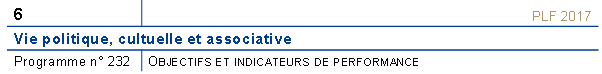 6 PLF 2017
Vie politique, cultuelle et associative
Programme n° 232 OBJECTIFS ET INDICATEURS DE PERFORMANCE